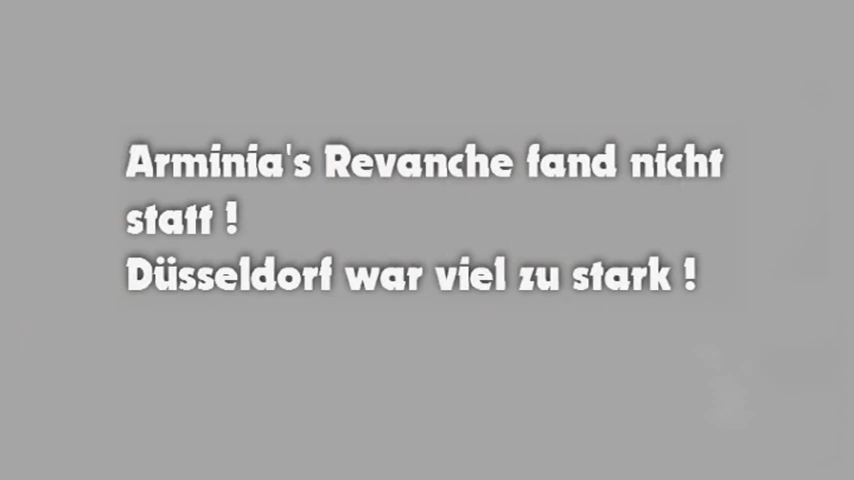 Arminia's Revanche fand nicht
statt !
Düsseldorf war viel zu stark !